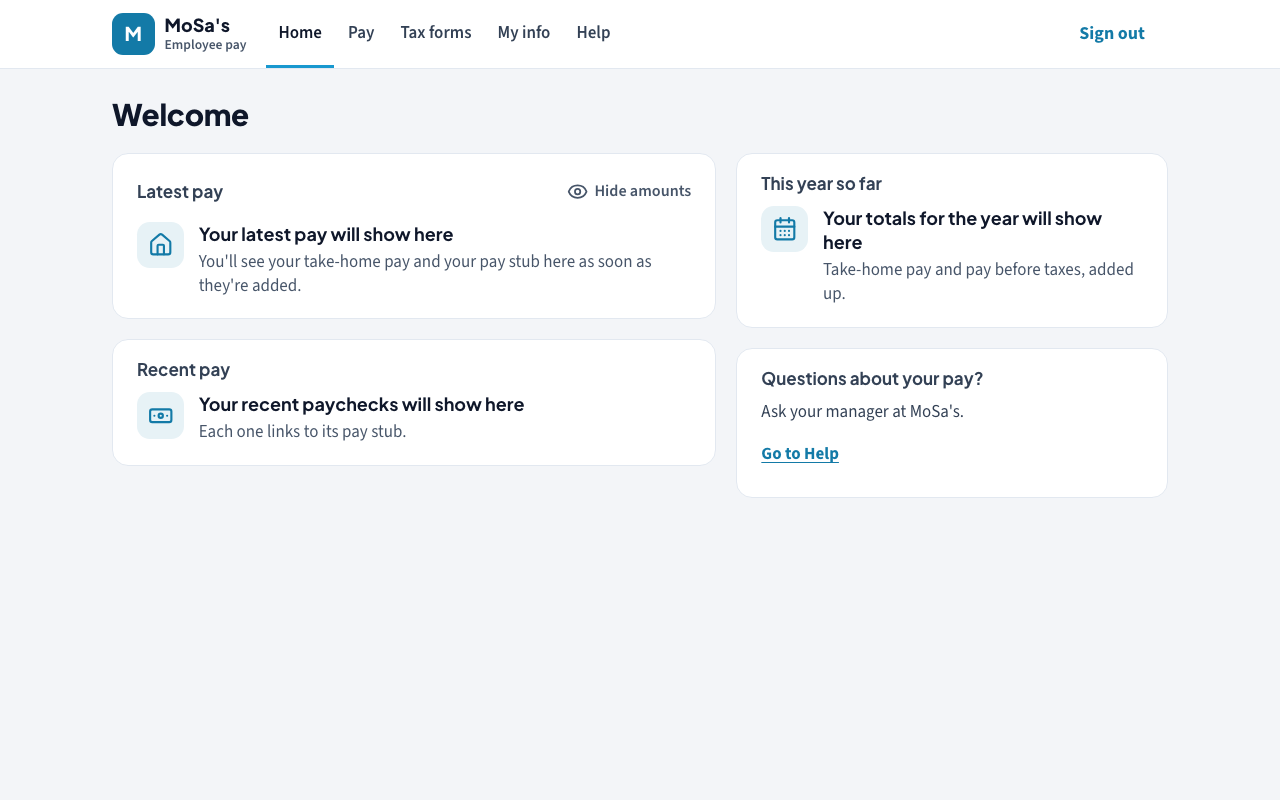 M
MoSa's
Employee pay
Home
Pay
Tax forms
My info
Help
Sign out
Welcome
Latest pay
Hide amounts
Your latest pay will show here
You'll see your take-home pay and your pay stub here as soon as
they're added.
Recent pay
Your recent paychecks will show here
Each one links to its pay stub.
This year so far
Your totals for the year will show
here
Take-home pay and pay before taxes, added
up.
Questions about your pay?
Ask your manager at MoSa's.
Go to Help